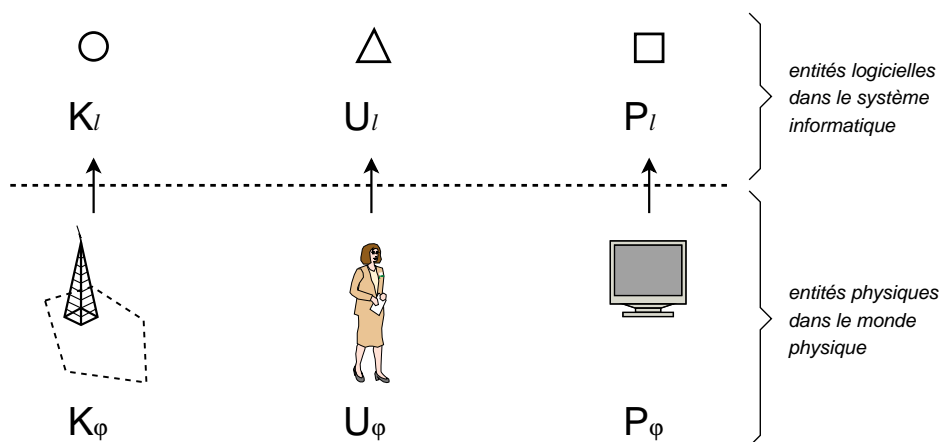 Kl
Ul
Pl
entités logicielles
dans le système
informatique
entités physiques
dans le monde
physique
Kφ
Uφ
Pφ